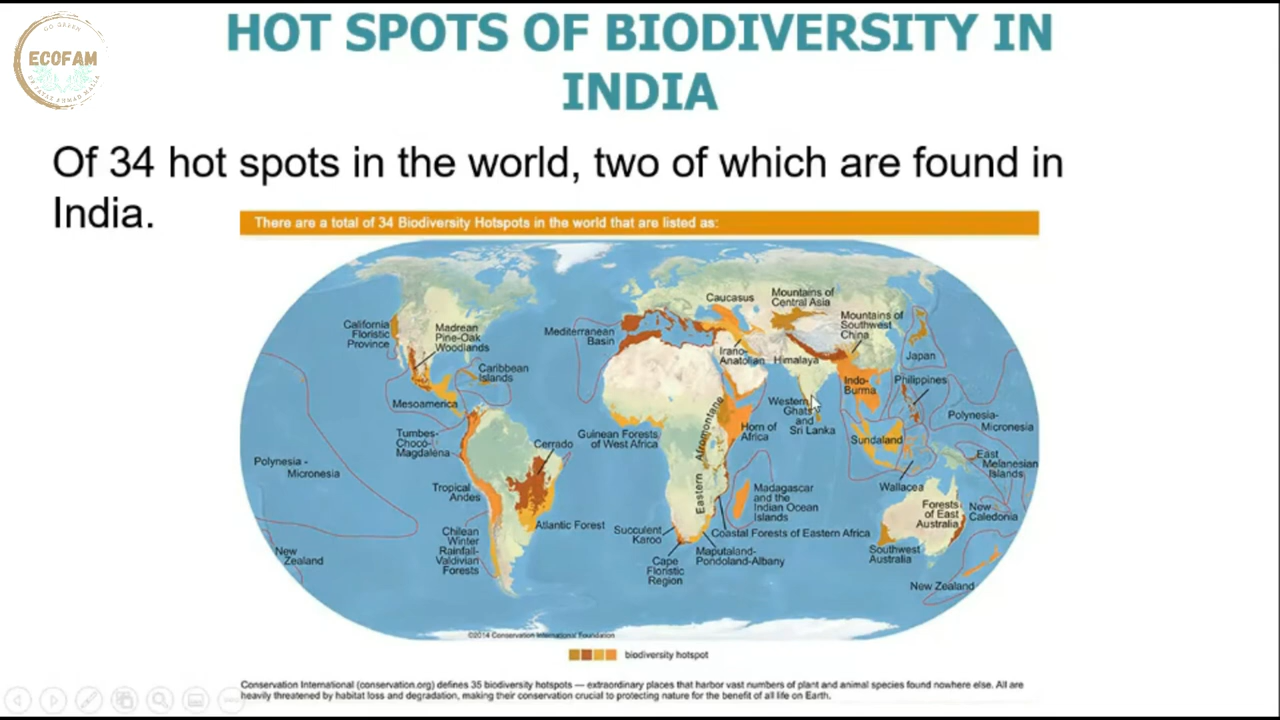 HOT SPOTS OF BIODIVERSITY IN
INDIA
GO GREEN
ECOFAM
Of 34 hot spots in the world, two of which are found in
India.
There are a total of 34 Biodiversity Hotspots in the world that are listed as:
California
Floristic
Province
Madrean
Pine-Oak
Woodlands
Caribbean
Islands
Mesoamerica
Tumbes-
Chocó-
Magdalena
Cerrado
Polynesia -
Micronesia
Tropical
Andes
Atlantic Forest
Chilean
Winter
Rainfall-
Valdivian
Forests
New
Zealand
Mediterranean
Basin
Caucasus
Mountains of
Central Asia
Mountains of
Southwest
China
Irano-
Anatolian
Himalaya
Japan
Indo-
Burma
Philippines
Western
Ghats
and
Sri Lanka
Guinean Forests
of West Africa
Eastern Afromontane
Horn of
Africa
Sundaland
Polynesia-
Micronesia
East
Melanesian
Islands
Wallacea
Madagascar
and the
Indian Ocean
Islands
Forests
of East
Australia
New
Caledonia
Succulent
Karoo
Coastal Forests of Eastern Africa
Cape
Floristic
Region
Maputaland-
Pondoland-Albany
Southwest
Australia
New Zealand
©2014 Conservation International Foundation
biodiversity hotspot
Conservation International (conservation.org) defines 35 biodiversity hotspots — extraordinary places that harbor vast numbers of plant and animal species found nowhere else. All are
heavily threatened by habitat loss and degradation, making their conservation crucial to protecting nature for the benefit of all life on Earth.